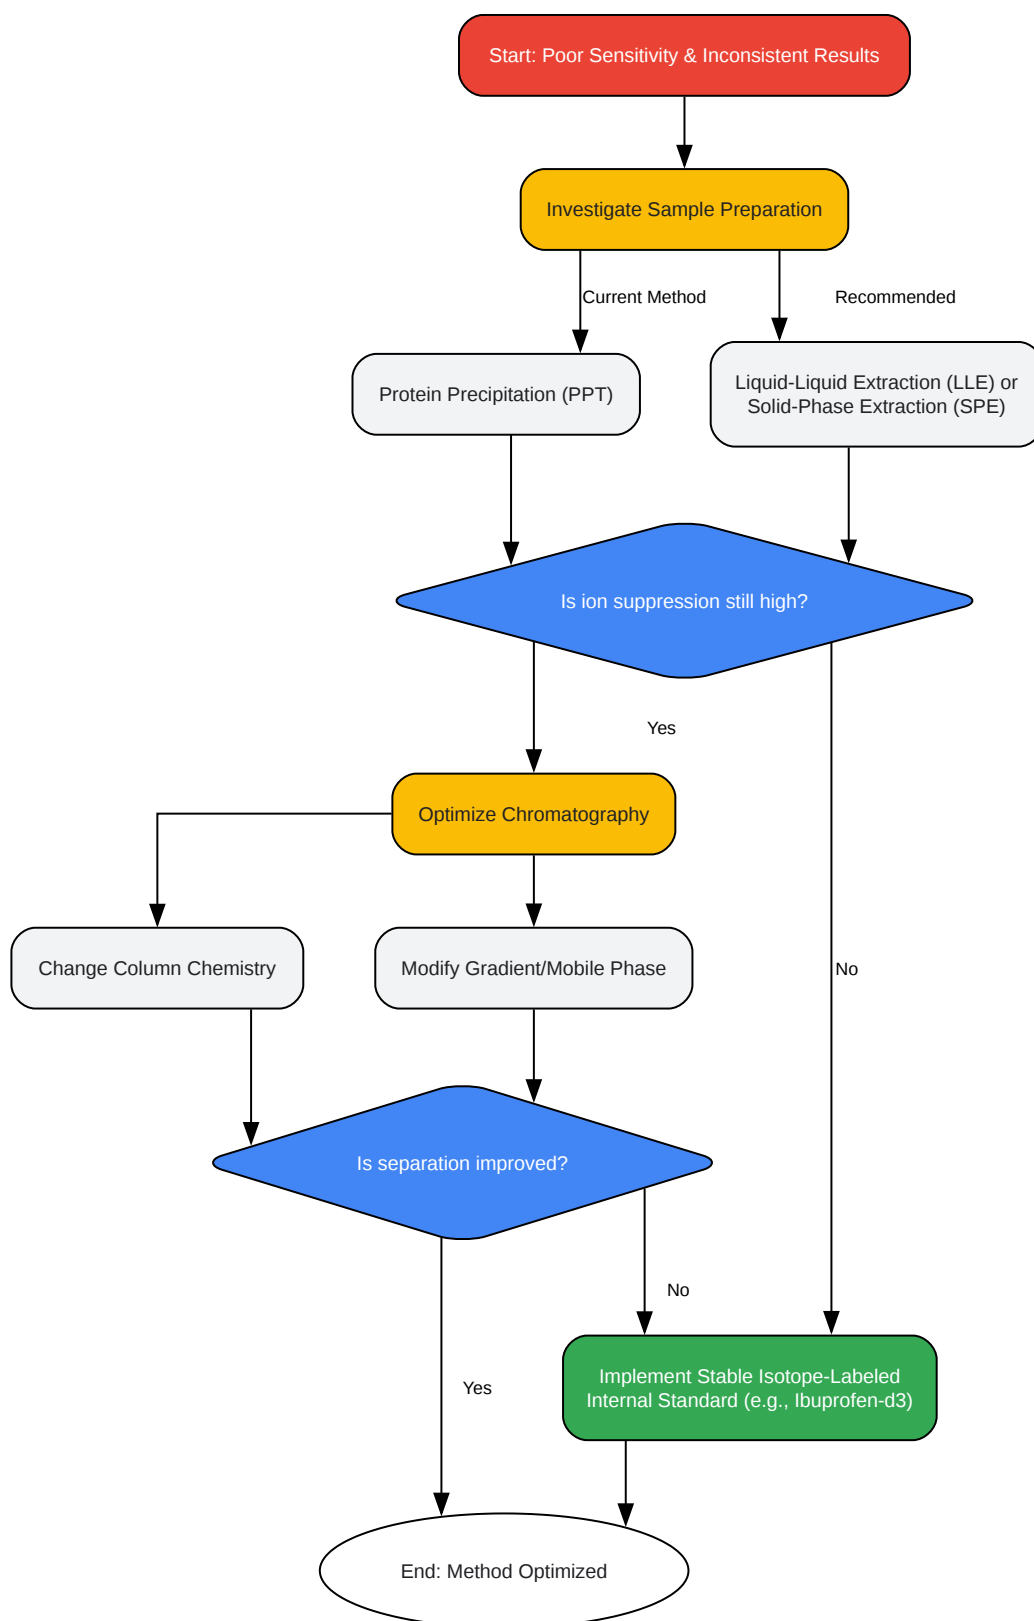 Start: Poor Sensitivity & Inconsistent Results
Investigate Sample Preparation
Current Method
Recommended
Protein Precipitation (PPT)
Liquid-Liquid Extraction (LLE) or
Solid-Phase Extraction (SPE)
Is ion suppression still high?
Yes
Optimize Chromatography
Change Column Chemistry
Modify Gradient/Mobile Phase
No
Is separation improved?
No
Yes
Implement Stable Isotope-Labeled
Internal Standard (e.g., Ibuprofen-d3)
End: Method Optimized